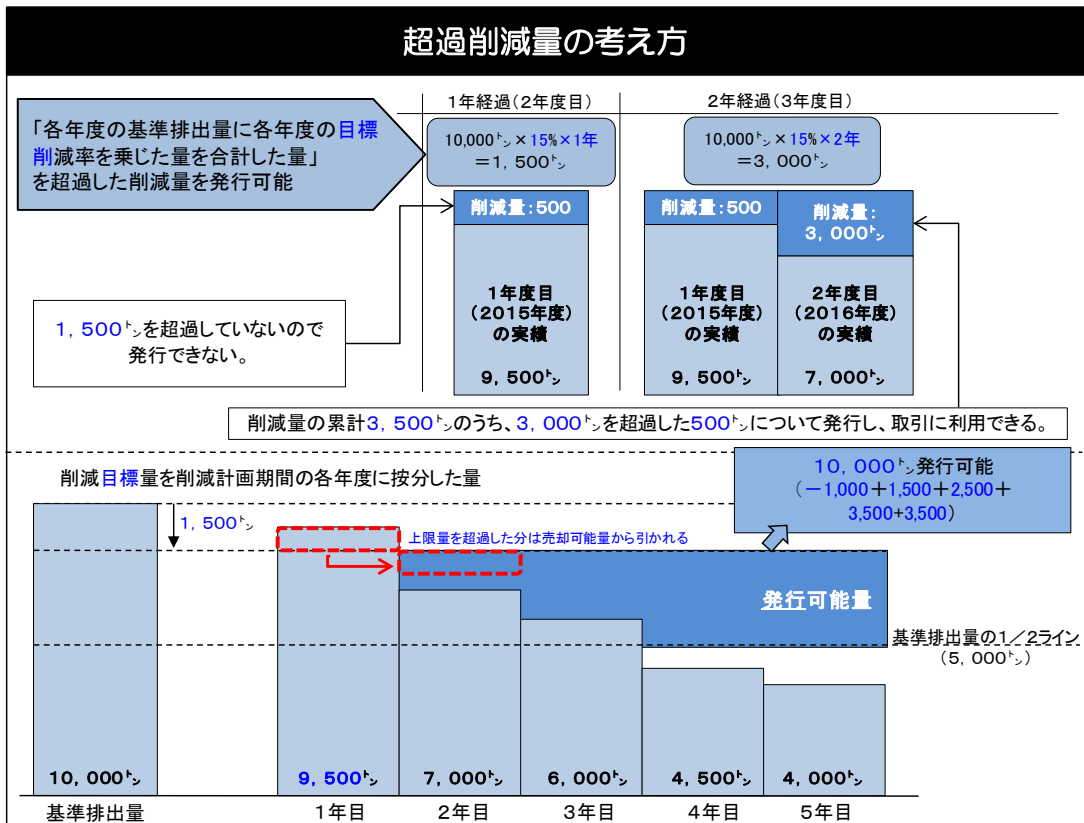 超過削減量の考え方
1年経過（2年度目）
2年経過（3年度目）
「各年度の基準排出量に各年度の目標
削減率を乗じた量を合計した量」
を超過した削減量を発行可能
10,000㌧×15%×1年
＝1，500㌧
10,000㌧×15%×2年
＝3，000㌧
削減量：500
1年度目
（2015年度）
の実績
9，500㌧
削減量：500
1年度目
（2015年度）
の実績
9，500㌧
削減量：
3，000㌧
2年度目
（2016年度）
の実績
7，000㌧
1，500㌧を超過していないので
発行できない。
削減量の累計3，500㌧のうち、3，000㌧を超過した500㌧について発行し、取引に利用できる。
削減目標量を削減計画期間の各年度に按分した量
10，000㌧発行可能
（－1,000＋1,500＋2,500＋
3,500+3,500）
1，500㌧
上限量を超過した分は売却可能量から引かれる
発行可能量
基準排出量の1／2ライン
（5，000㌧）
10，000㌧
9，500㌧
7，000㌧
6，000㌧
4，500㌧
4，000㌧
基準排出量
1年目
2年目
3年目
4年目
5年目